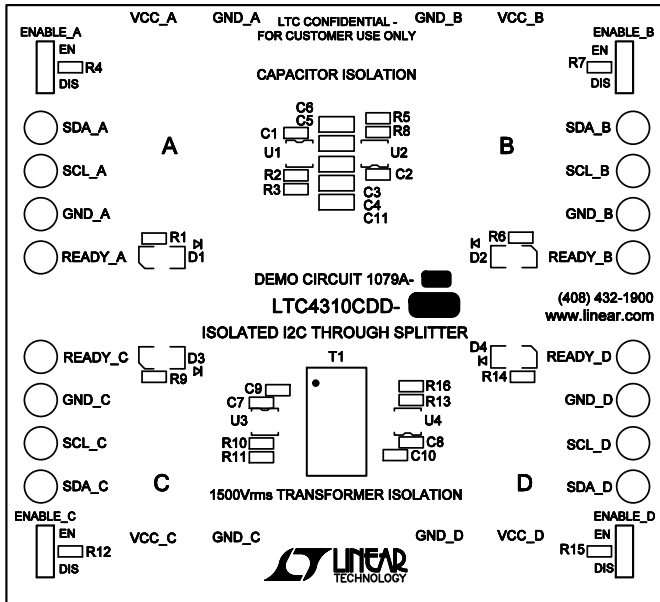 VCC_A GND_A LTC CONFIDENTIAL - GND_B VCC_B
FOR CUSTOMER USE ONLY
ENABLE_A ENABLE_B
EN EN
R4 R7
DIS DIS
CAPACITOR ISOLATION
SDA_A A C6 R5 B SDA_B
C5 R8
C1
U1 U2
SCL_A R2 C2 SCL_B
R3 C3
C4
C11
GND_A GND_B
R1 R6
READY_A D1 D2 READY_B
DEMO CIRCUIT 1079A-
LTC4310CDD- (408) 432-1900
www.linear.com
ISOLATED I2C THROUGH SPLITTER
READY_C D3 T1 D4 READY_D
R9 R14
C9 R16
GND_C C7 R13 GND_D
U3 U4
SCL_C R10 C8 SCL_D
R11 C10
SDA_C C D SDA_D
1500Vrms TRANSFORMER ISOLATION
ENABLE_C ENABLE_D
EN VCC_C GND_C GND_D VCC_D EN
R12 R15
DIS DIS
LT LINEAR
TECHNOLOGY